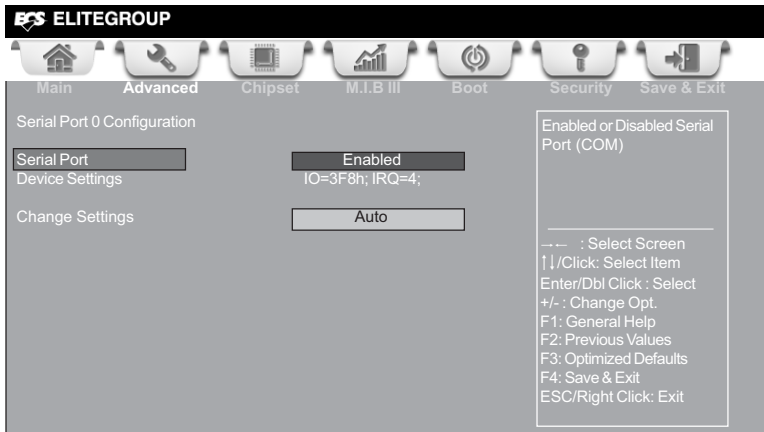 ECS ELITEGROUP
Main Advanced Chipset M.I.B III Boot Security Save & Exit
Serial Port 0 Configuration
Serial Port Enabled
Device Settings IO=3F8h; IRQ=4;
Change Settings Auto
Enabled or Disabled Serial
Port (COM)
→← : Select Screen
↑↓/Click: Select Item
Enter/Dbl Click : Select
+/- : Change Opt.
F1: General Help
F2: Previous Values
F3: Optimized Defaults
F4: Save & Exit
ESC/Right Click: Exit